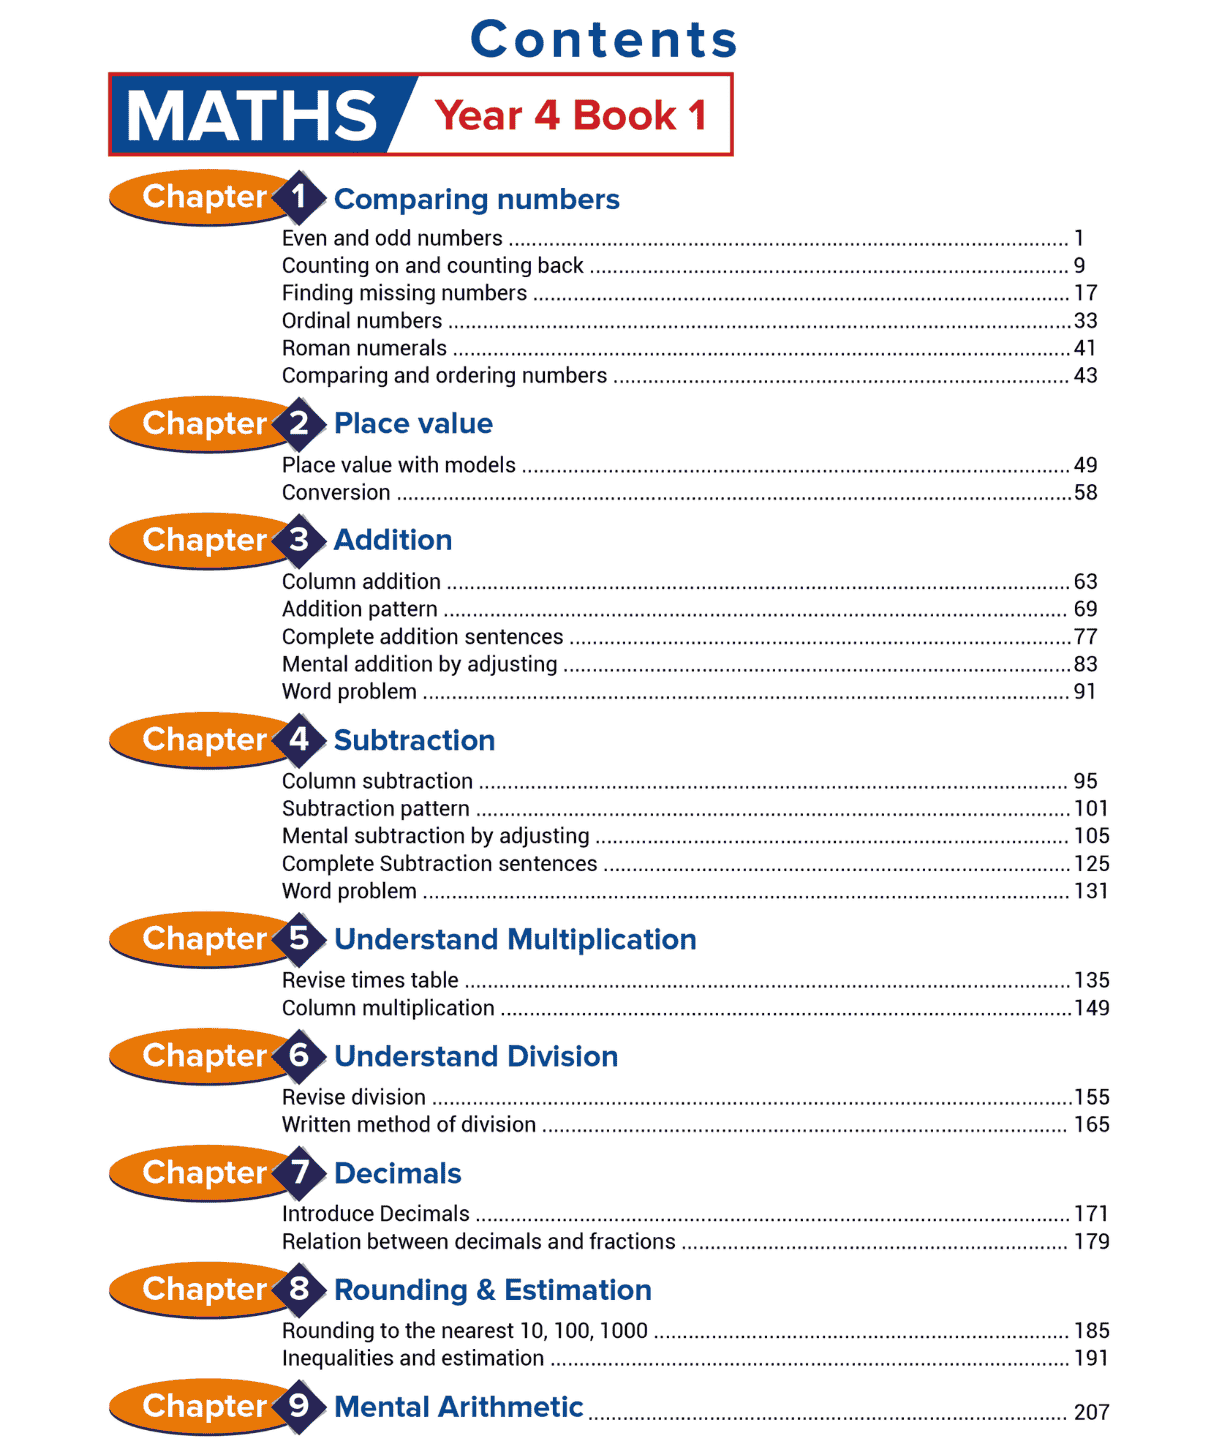 Contents
MATHS Year 4 Book 1
Chapter 1 Comparing numbers
Even and odd numbers 1
Counting on and counting back 9
Finding missing numbers 17
Ordinal numbers 33
Roman numerals 41
Comparing and ordering numbers 43
Chapter 2 Place value
Place value with models 49
Conversion 58
Chapter 3 Addition
Column addition 63
Addition pattern 69
Complete addition sentences 77
Mental addition by adjusting 83
Word problem 91
Chapter 4 Subtraction
Column subtraction 95
Subtraction pattern 101
Mental subtraction by adjusting 105
Complete Subtraction sentences 125
Word problem 131
Chapter 5 Understand Multiplication
Revise times table 135
Column multiplication 149
Chapter 6 Understand Division
Revise division 155
Written method of division 165
Chapter 7 Decimals
Introduce Decimals 171
Relation between decimals and fractions 179
Chapter 8 Rounding & Estimation
Rounding to the nearest 10, 100, 1000 185
Inequalities and estimation 191
Chapter 9 Mental Arithmetic 207